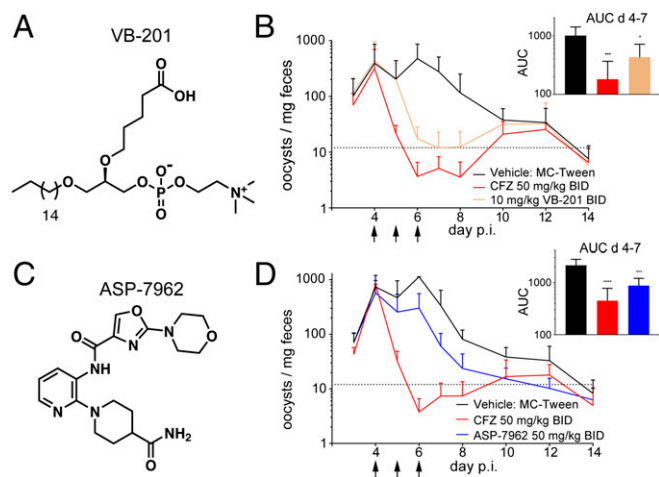 A
VB-201
O
OH
O
O
O
O
P
O⁻
O
N⁺
14
B
oocysts / mg feces
1000
100
10
1
4
6
8
10
12
14
day p.i.
Vehicle: MC-Tween
CFZ 50 mg/kg BID
10 mg/kg VB-201 BID
AUC d 4-7
AUC
1000
100
***
*
C
ASP-7962
O
N
N
O
O
NH
N
N
NH₂
O
D
oocysts / mg feces
1000
100
10
1
4
6
8
10
12
14
day p.i.
Vehicle: MC-Tween
CFZ 50 mg/kg BID
ASP-7962 50 mg/kg BID
AUC d 4-7
AUC
1000
100
****
***